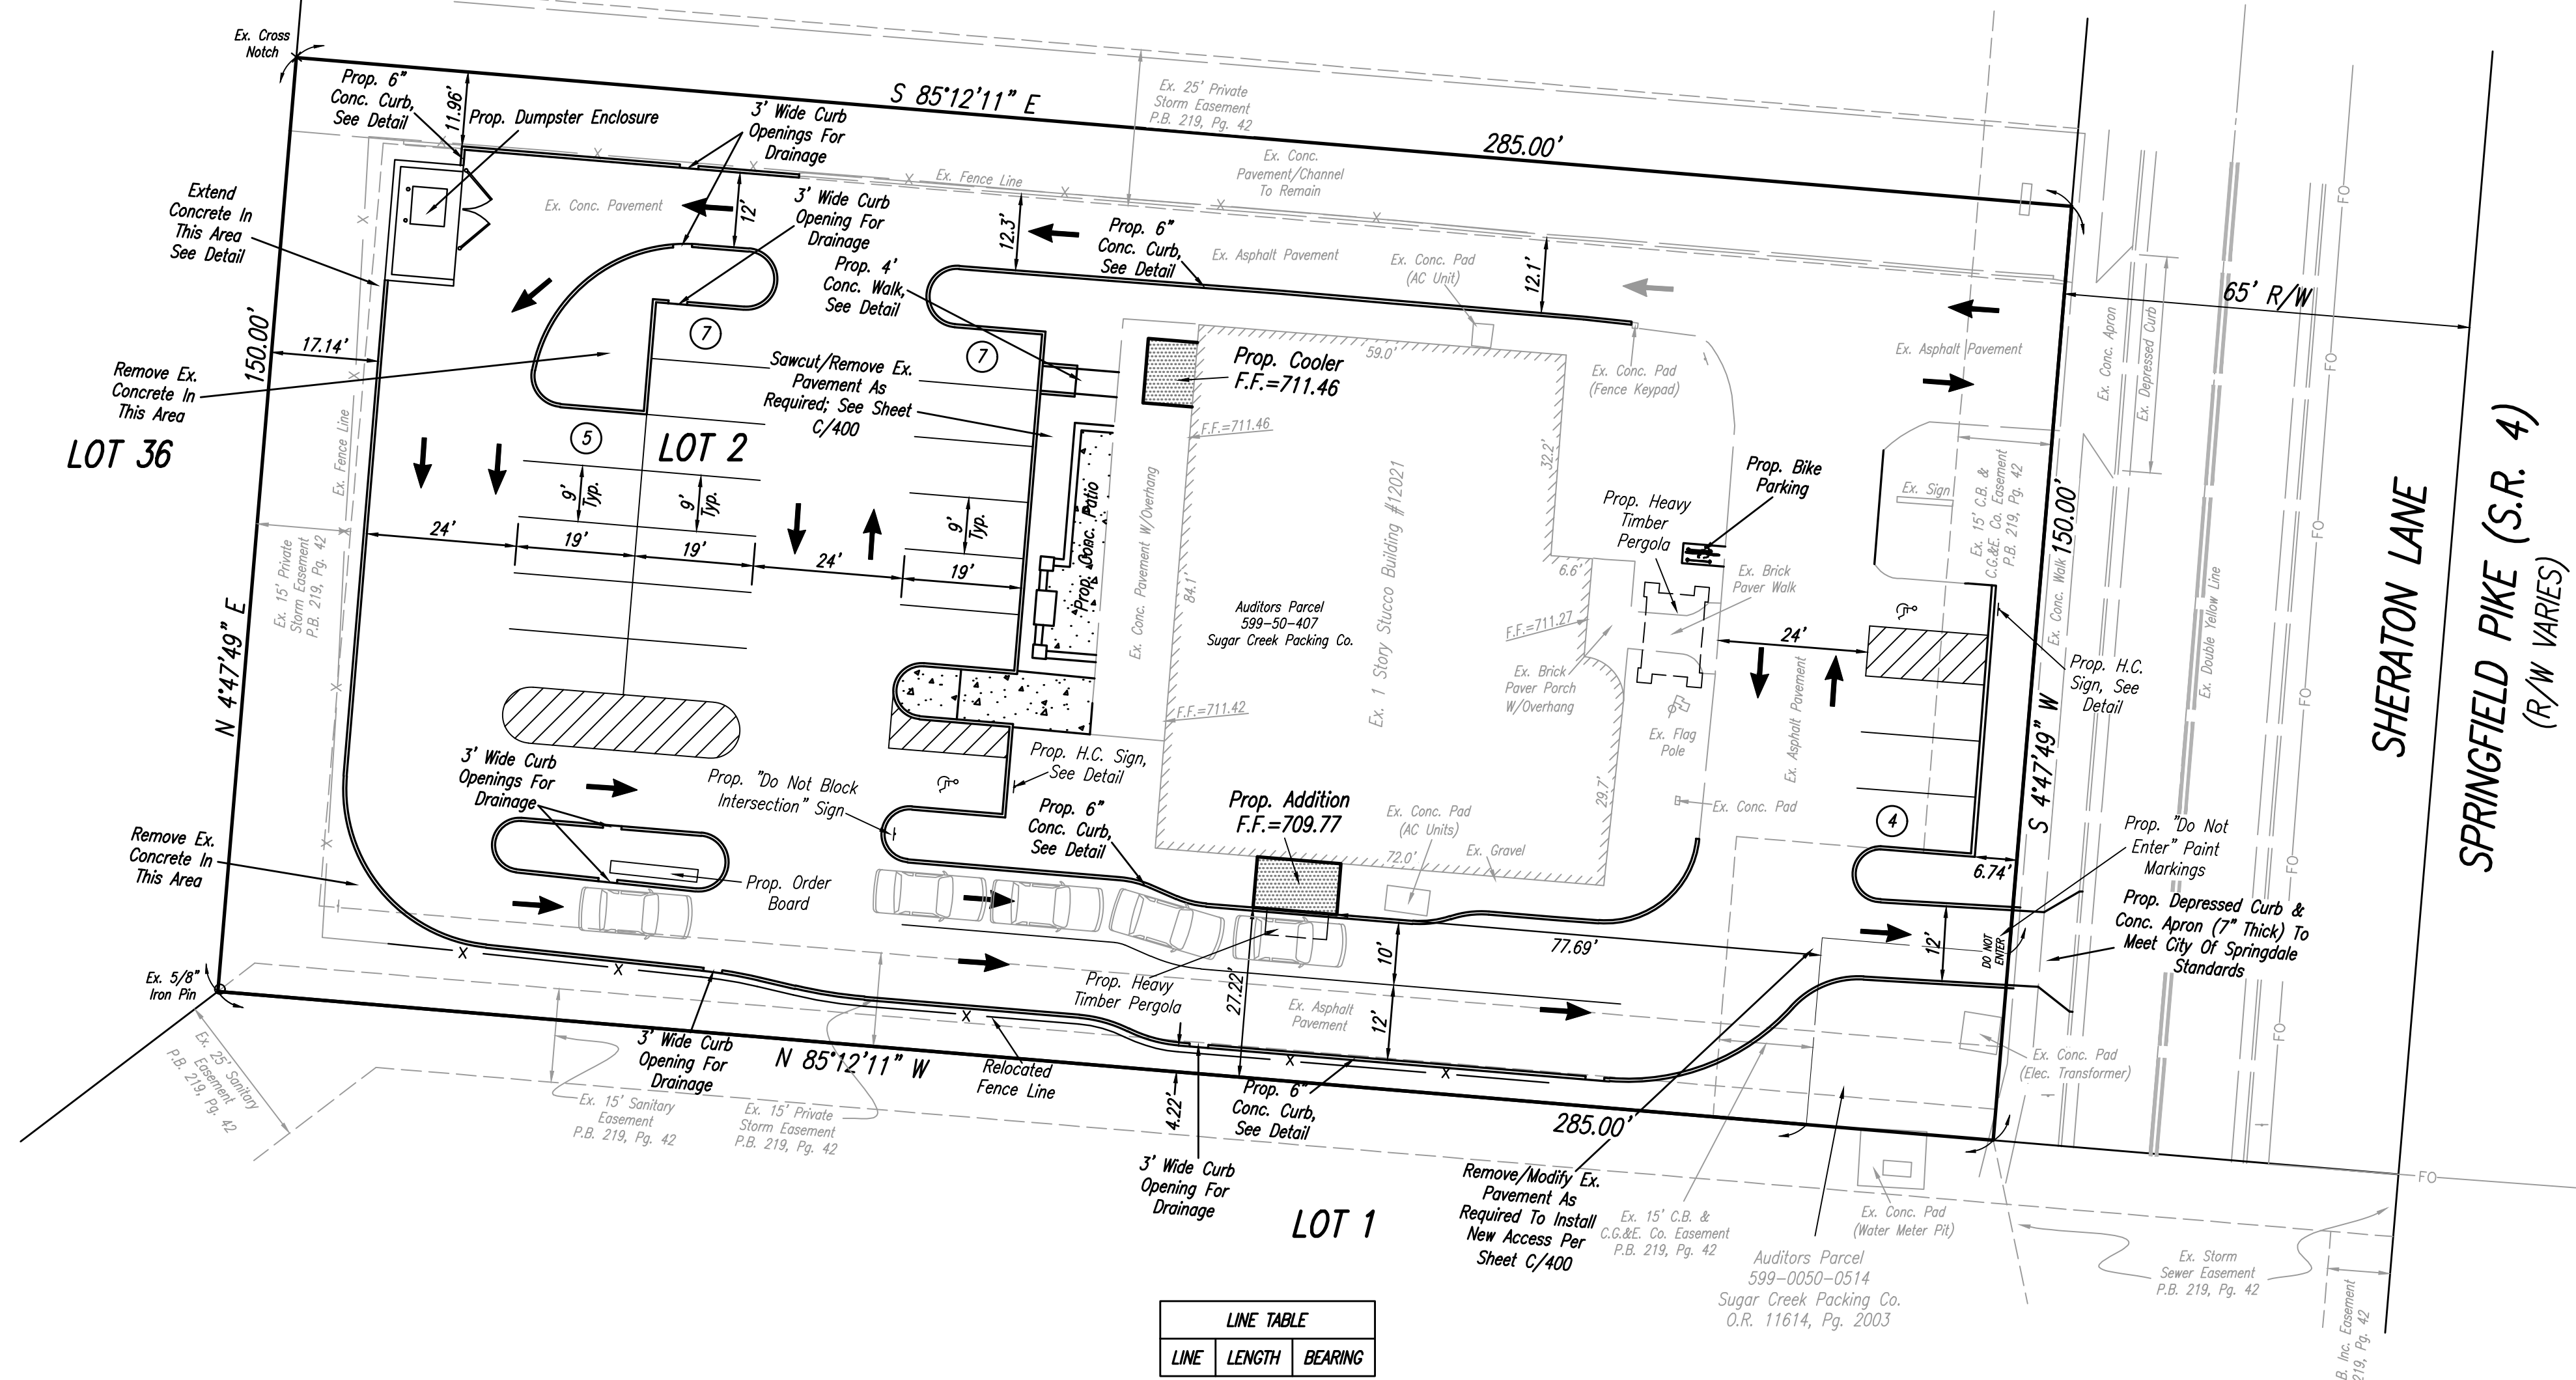 Ex. Cross
Notch
Prop. 6"
Conc. Curb,
See Detail
11.96'
Prop. Dumpster Enclosure
3' Wide Curb
Openings For
Drainage
S 85°12'11" E
285.00'
Ex. 25' Private
Storm Easement
P.B. 219, Pg. 42
Ex. Conc.
Pavement/Channel
To Remain
Ex. Fence Line
X
X
X
X
X
X
X
Extend
Concrete In
This Area
See Detail
Ex. Conc. Pavement
12'
3' Wide Curb
Opening For
Drainage
12.3'
Prop. 6"
Conc. Curb,
See Detail
Ex. Asphalt Pavement
Ex. Conc. Pad
(AC Unit)
12.1'
Prop. 4'
Conc. Walk,
See Detail
65' R/W
150.00'
17.14'
7
7
Remove Ex.
Concrete In
This Area
Sawcut/Remove Ex.
Pavement As
Required; See Sheet
C/400
Prop. Cooler
F.F.=711.46
59.0'
Ex. Conc. Pad
(Fence Keypad)
Ex. Asphalt Pavement
Ex. Conc. Apron
Ex. Depressed Curb
LOT 36
LOT 2
5
F.F.=711.46
Ex. Fence Line
X
X
X
X
X
32.2'
9'
Typ.
9'
Typ.
9'
Typ.
Prop. Conc. Patio
Ex. Conc. Pavement W/Overhang
84.1'
Ex. 1 Story Stucco Building #12021
Prop. Bike
Parking
Prop. Heavy
Timber
Pergola
Ex. Sign
Ex. 15' C.B. &
C.G.&E. Co. Easement
P.B. 219, Pg. 42
Ex. Conc. Walk
150.00'
Ex. 15' Private
Storm Easement
P.B. 219, Pg. 42
24'
19'
19'
24'
19'
6.6'
Ex. Brick
Paver Walk
Auditors Parcel
599-50-407
Sugar Creek Packing Co.
F.F.=711.27
24'
Ex. Double Yellow Line
N 4°47'49" E
Ex. Brick
Paver Porch
W/Overhang
Ex. Asphalt Pavement
Prop. H.C.
Sign, See
Detail
SHERATON LANE
SPRINGFIELD PIKE (S.R. 4)
(R/W VARIES)
F.F.=711.42
Ex. Flag
Pole
3' Wide Curb
Openings For
Drainage
Prop. "Do Not Block
Intersection" Sign
Prop. H.C. Sign,
See Detail
Prop. 6"
Conc. Curb,
See Detail
Prop. Addition
F.F.=709.77
Ex. Conc. Pad
(AC Units)
72.0'
Ex. Gravel
29.7'
Ex. Conc. Pad
4
S 4°47'49" W
Prop. "Do Not
Enter" Paint
Markings
Remove Ex.
Concrete In
This Area
Prop. Order
Board
6.74'
Prop. Depressed Curb &
Conc. Apron (7" Thick) To
Meet City Of Springdale
Standards
12'
DO NOT
ENTER
77.69'
10'
27.22'
12'
Ex. 5/8"
Iron Pin
X
X
X
X
X
Prop. Heavy
Timber Pergola
Ex. Asphalt
Pavement
3' Wide Curb
Opening For
Drainage
N 85°12'11" W
Relocated
Fence Line
Ex. 25' Sanitary
Easement
P.B. 219, Pg. 42
Ex. 15' Sanitary
Easement
P.B. 219, Pg. 42
Ex. 15' Private
Storm Easement
P.B. 219, Pg. 42
4.22'
Prop. 6"
Conc. Curb,
See Detail
285.00'
Ex. Conc. Pad
(Elec. Transformer)
3' Wide Curb
Opening For
Drainage
LOT 1
Remove/Modify Ex.
Pavement As
Required To Install
New Access Per
Sheet C/400
Ex. 15' C.B. &
C.G.&E. Co. Easement
P.B. 219, Pg. 42
Auditors Parcel
599-0050-0514
Sugar Creek Packing Co.
O.R. 11614, Pg. 2003
Ex. Conc. Pad
(Water Meter Pit)
Ex. Storm
Sewer Easement
P.B. 219, Pg. 42
B. Inc. Easement
219, Pg. 42
FO
FO
FO
FO
FO
FO
FO
FO
FO
LINE TABLE
LINE LENGTH BEARING